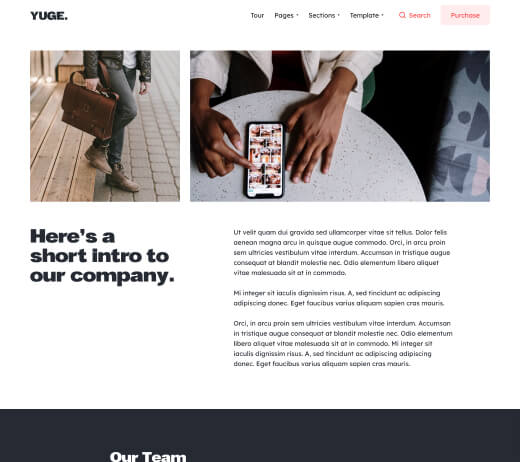 YUGE.
Tour Pages Sections Template Search Purchase
Here's a
short intro to
our company.
Ut velit quam dui gravida sed ullamcorper vitae sit tellus. Dolor felis
aenean magna arcu in quisque augue commodo. Orci, in arcu proin
sem ultricies vestibulum vitae interdum. Accumsan in tristique augue
consequat at blandit molestie nec. Odio elementum libero aliquet
vitae malesuada sit at in commodo.
Mi integer sit iaculis dignissim risus. A, sed tincidunt ac adipiscing
adipiscing donec. Eget faucibus varius aliquam sapien cras mauris.
Orci, in arcu proin sem ultricies vestibulum vitae interdum. Accumsan
in tristique augue consequat at blandit molestie nec. Odio elementum
libero aliquet vitae malesuada sit at in commodo. Mi integer sit
iaculis dignissim risus. A, sed tincidunt ac adipiscing adipiscing
donec. Eget faucibus varius aliquam sapien cras mauris.
Our Team